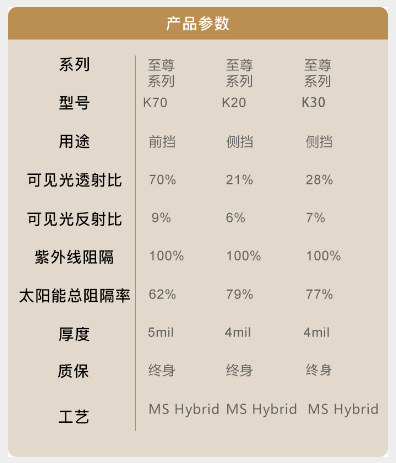 产品参数
系列 至尊 至尊 至尊
系列 系列 系列
型号 K70 K20 K30
用途 前挡 侧挡 侧挡
可见光透射比 70% 21% 28%
可见光反射比 9% 6% 7%
紫外线阻隔 100% 100% 100%
太阳能总阻隔率 62% 79% 77%
厚度 5mil 4mil 4mil
质保 终身 终身 终身
工艺 MS Hybrid MS Hybrid MS Hybrid